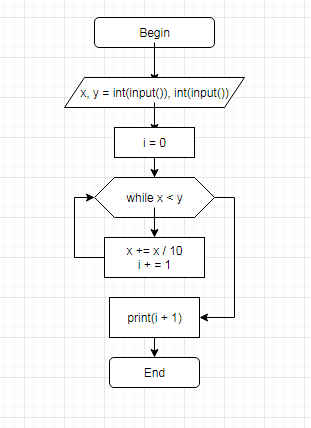 Begin
x, y = int(input()), int(input())
i = 0
while x < y
x += x / 10
i + = 1
print(i + 1)
End